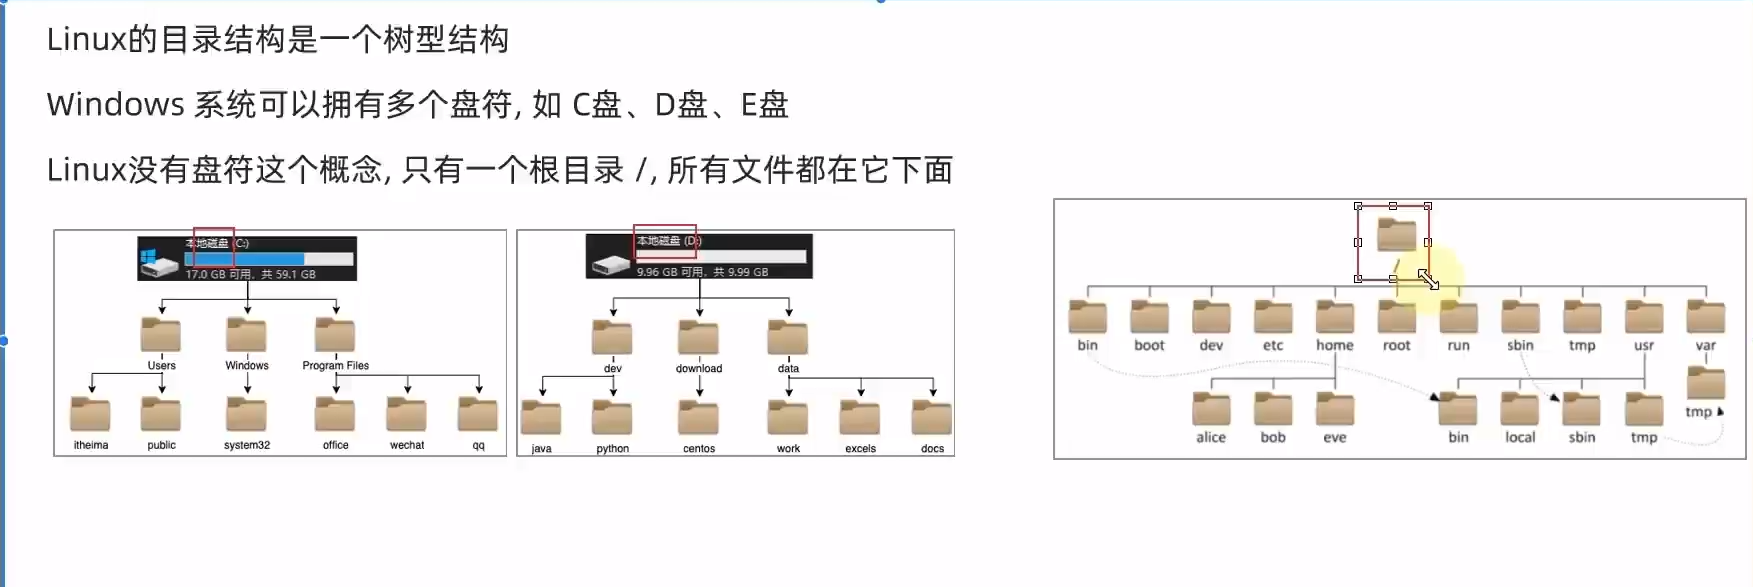 Linux的目录结构是一个树型结构
Windows 系统可以拥有多个盘符, 如 C盘、D盘、E盘
Linux没有盘符这个概念, 只有一个根目录 /, 所有文件都在它下面
本地磁盘 (C:)
17.0 GB 可用，共 59.1 GB
Users Windows Program Files
itheima public system32 office wechat qq
本地磁盘 (D:)
9.96 GB 可用，共 9.99 GB
dev download data
java python centos work excels docs
/
bin boot dev etc home root run sbin tmp usr var
tmp
alice bob eve bin local sbin tmp